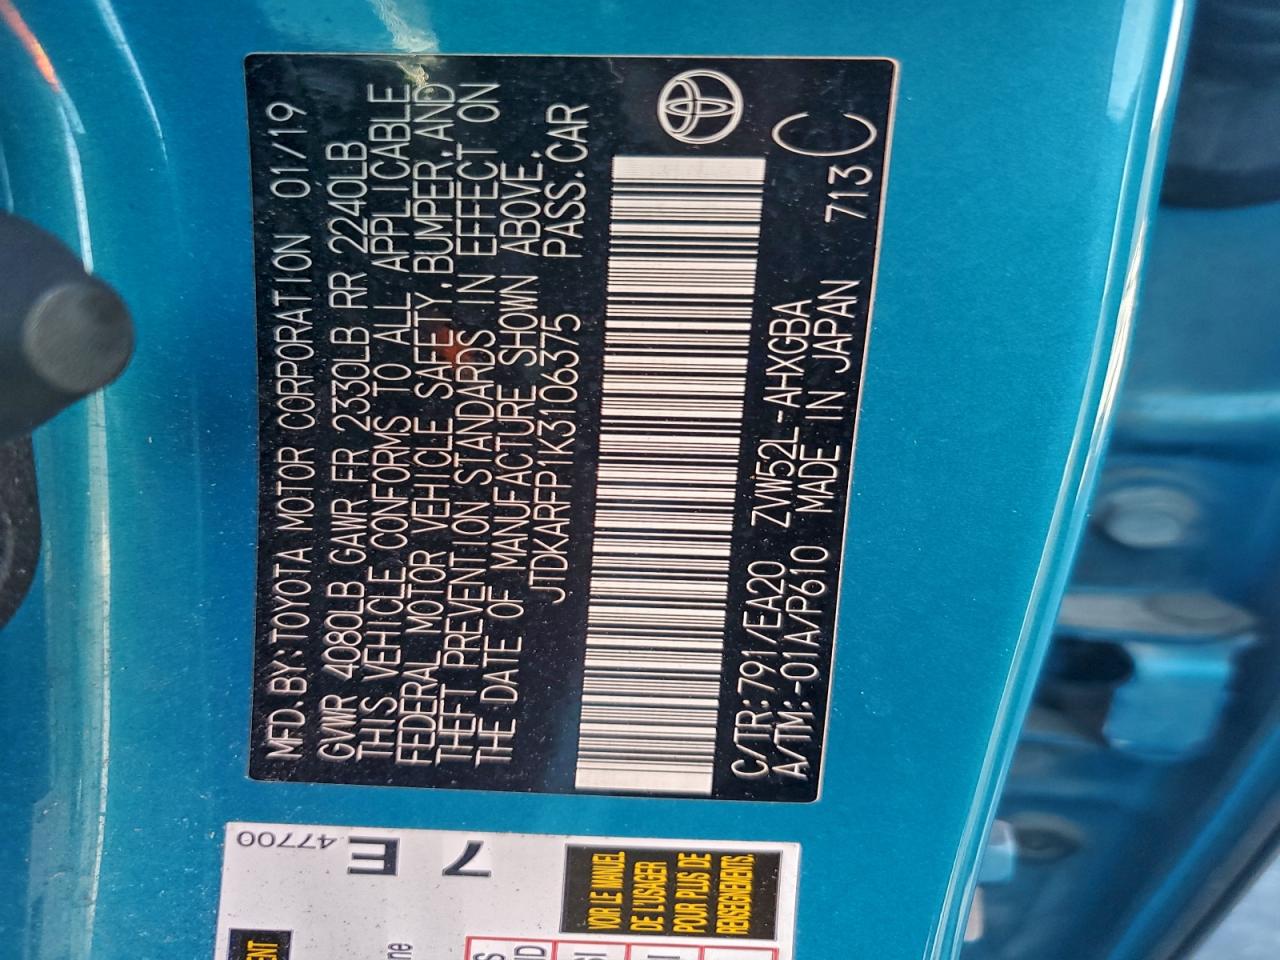 MFD.BY:TOYOTA MOTOR CORPORATION 01/19
GVWR 4080LB GAWR FR 2330LB RR 2240LB
THIS VEHICLE CONFORMS TO ALL APPLICABLE
FEDERAL MOTOR VEHICLE SAFETY,BUMPER,AND
THEFT PREVENTION STANDARDS IN EFFECT ON
THE DATE OF MANUFACTURE SHOWN ABOVE.
JTDKARFP1K3106375 PASS.CAR
C/TR:791/EA20 ZVW52L-AHXGBA
A/TM:-01A/P610 MADE IN JAPAN 713 C
47700
E
7
VOIR LE MANUEL
DE L'USAGER
POUR PLUS DE
RENSEIGNEMENTS.